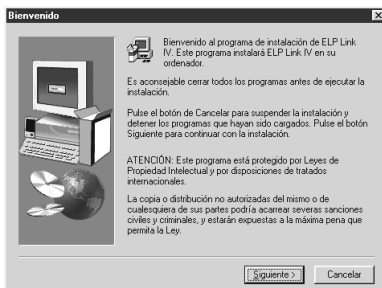 Bienvenido
Bienvenido al programa de instalación de ELP Link
IV. Este programa instalará ELP Link IV en su
ordenador.
Es aconsejable cerrar todos los programas antes de ejecutar la
instalación.
Pulse el botón de Cancelar para suspender la instalación y
detener los programas que hayan sido cargados. Pulse el botón
Siguiente para continuar con la instalación.
ATENCIÓN: Este programa está protegido por Leyes de
Propiedad Intelectual y por disposiciones de tratados
internacionales.
La copia o distribución no autorizadas del mismo o de
cualesquiera de sus partes podría acarrear severas sanciones
civiles y criminales, y estarán expuestas a la máxima pena que
permita la Ley.
Siguiente >
Cancelar